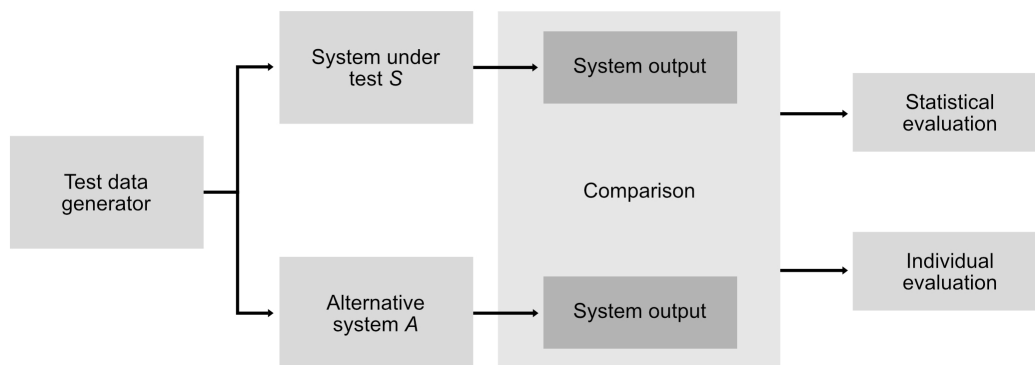 Test data
generator
System under
test S
System output
Comparison
Alternative
system A
System output
Statistical
evaluation
Individual
evaluation